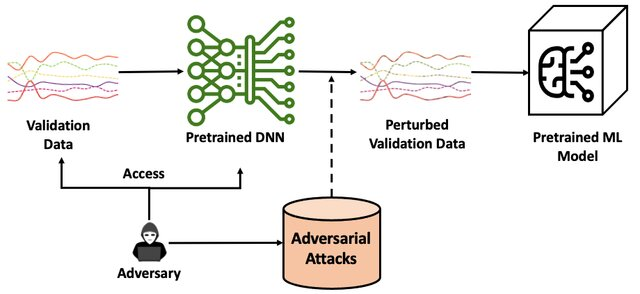 Validation
Data
Pretrained DNN
Perturbed
Validation Data
Pretrained ML
Model
Access
Adversary
Adversarial
Attacks